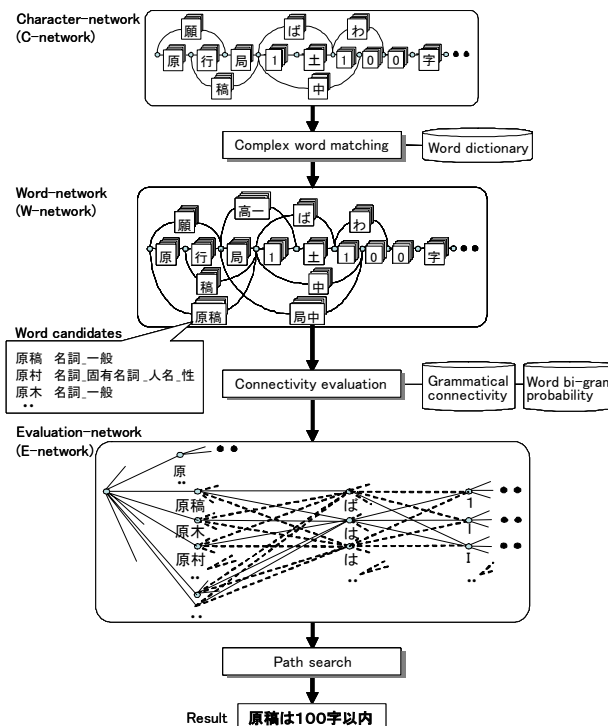 Character-network
(C-network)
願 ば わ
原 行 局 1 土 1 0 0 字
稿 中
Complex word matching
Word dictionary
Word-network
(W-network)
高一
願 ば わ
原 行 局 1 土 1 0 0 字
稿 中
原稿 局中
Word candidates
原稿 名詞_一般
原村 名詞_固有名詞_人名_性
原木 名詞_一般
Connectivity evaluation
Grammatical
connectivity
Word bi-gram
probability
Evaluation-network
(E-network)
原
原稿 ば 1
原木 は |
原村 は I
Path search
Result 原稿は100字以内